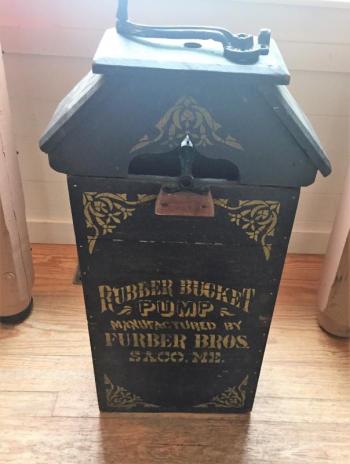 RUBBER BUCKET
PUMP
MANUFACTURED BY
FURBER BROS.
SACO. ME.